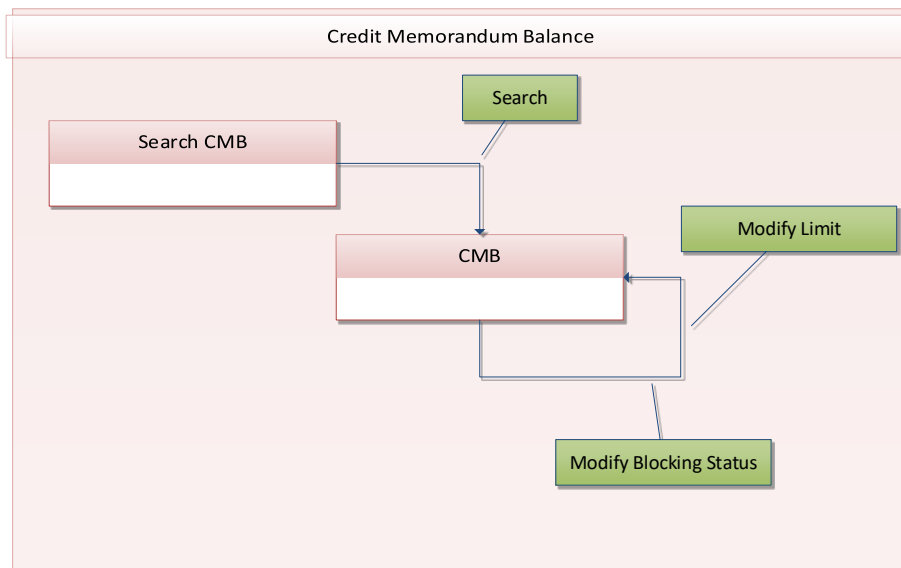 Credit Memorandum Balance
Search
Search CMB
Modify Limit
CMB
Modify Blocking Status